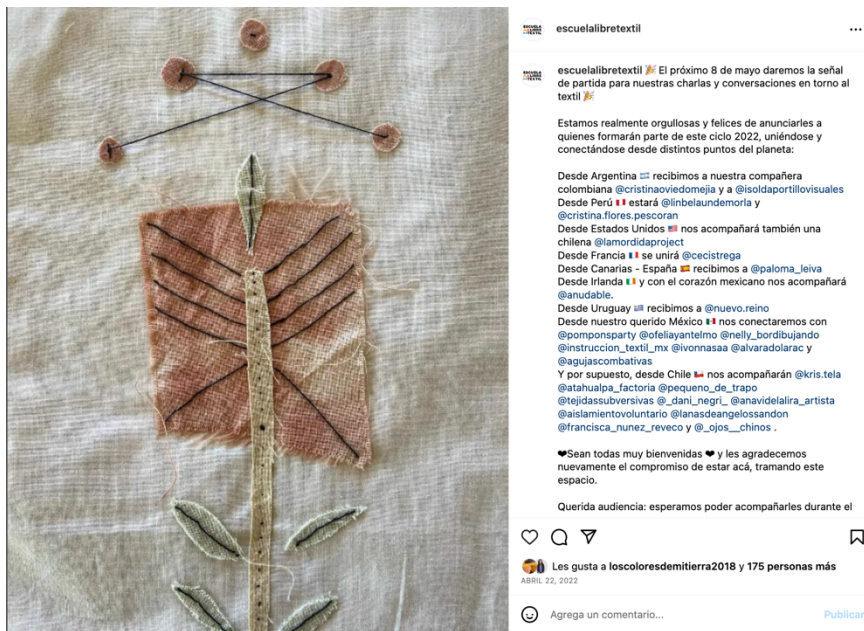 ESCUELA
LIBRE
TEXTIL
escuelalibretextil
ESCUELA
LIBRE
TEXTIL
escuelalibretextil 🎉 El próximo 8 de mayo daremos la señal
de partida para nuestras charlas y conversaciones en torno al
textil 🎉
Estamos realmente orgullosas y felices de anunciarles a
quienes formarán parte de este ciclo 2022, uniéndose y
conectándose desde distintos puntos del planeta:
Desde Argentina 🇦🇷 recibimos a nuestra compañera
colombiana @cristinaoviedomejia y a @isoldaportillovisuales
Desde Perú 🇵🇪 estará @linbelaundemorla y
@cristina.flores.pescoran
Desde Estados Unidos 🇺🇸 nos acompañará también una
chilena @lamordidaproject
Desde Francia 🇫🇷 se unirá @cecistrega
Desde Canarias - España 🇪🇸 recibimos a @paloma_leiva
Desde Irlanda 🇮🇪 y con el corazón mexicano nos acompañará
@anudable.
Desde Uruguay 🇺🇾 recibimos a @nuevo.reino
Desde nuestro querido México 🇲🇽 nos conectaremos con
@pomponsparty @ofeliayantelmo @nelly_bordibujando
@instruccion_textil_mx @ivonnasaa @alvaradolarac y
@agujascombativas
Y por supuesto, desde Chile 🇨🇱 nos acompañarán @kris.tela
@atahualpa_factoria @pequeno_de_trapo
@tejidassubversivas @_dani_negri_ @anavidelalira_artista
@aislamientovoluntario @lanasdeangelossandon
@francisca_nunez_reveco y @_ojos__chinos .
❤Sean todas muy bienvenidas ❤ y les agradecemos
nuevamente el compromiso de estar acá, tramando este
espacio.
Querida audiencia: esperamos poder acompañarles durante el
Les gusta a loscoloresdemitierra2018 y 175 personas más
ABRIL 22, 2022
Agrega un comentario...
Publicar